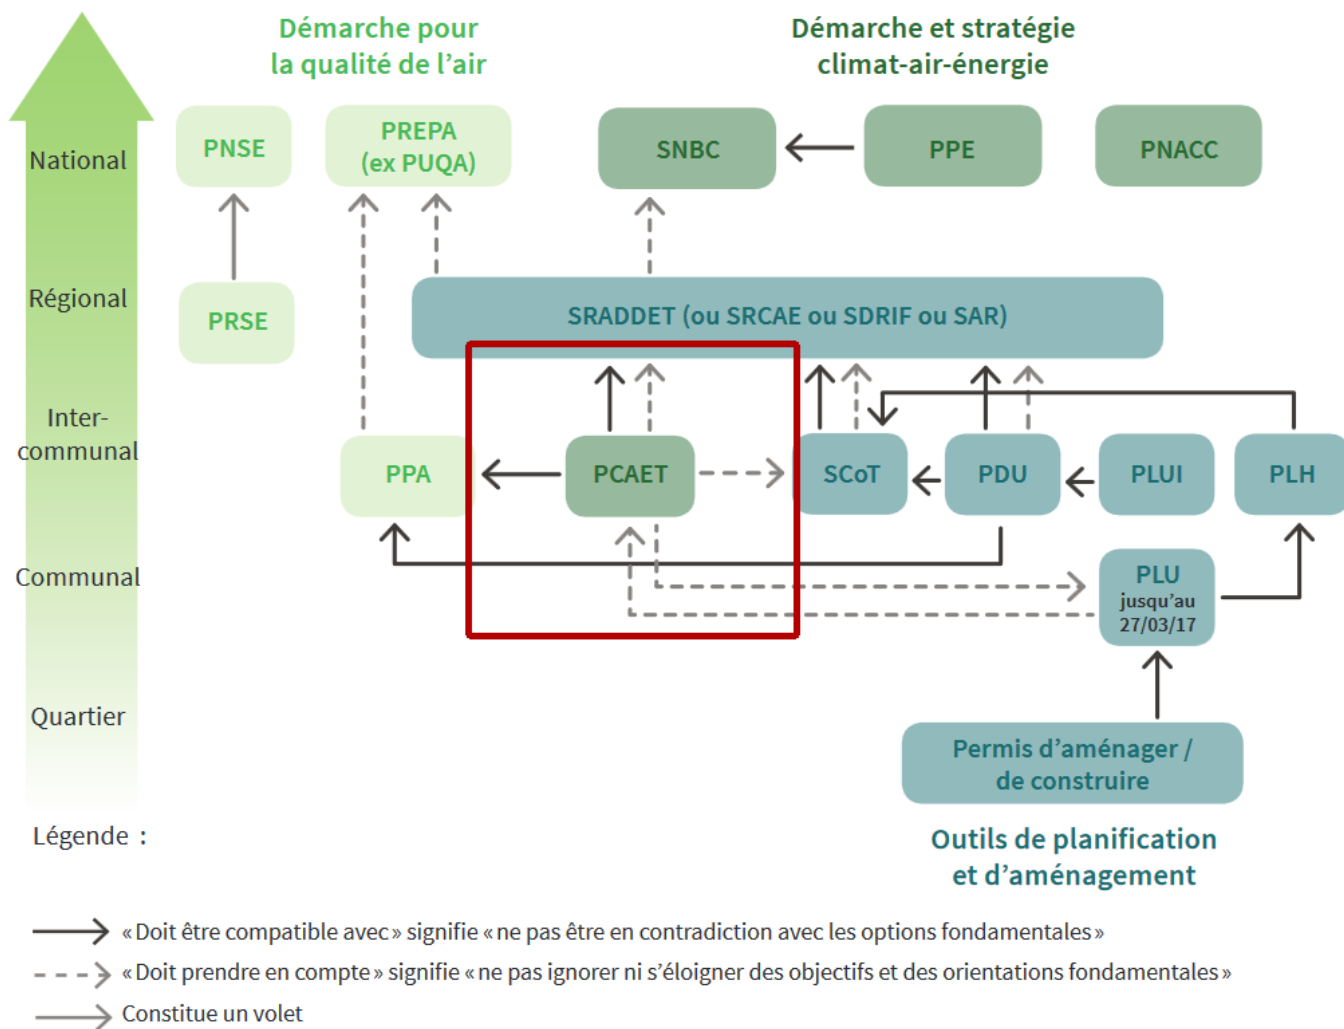 Démarche pour
la qualité de l’air
Démarche et stratégie
climat-air-énergie
National
PNSE
PREPA
(ex PUQA)
SNBC
PPE
PNACC
Régional
PRSE
SRADDET (ou SRCAE ou SDRIF ou SAR)
Inter-
communal
PPA
PCAET
SCoT
PDU
PLUI
PLH
Communal
PLU
jusqu’au
27/03/17
Quartier
Permis d’aménager /
de construire
Légende :
Outils de planification
et d’aménagement
« Doit être compatible avec » signifie « ne pas être en contradiction avec les options fondamentales »
« Doit prendre en compte » signifie « ne pas ignorer ni s’éloigner des objectifs et des orientations fondamentales »
Constitue un volet